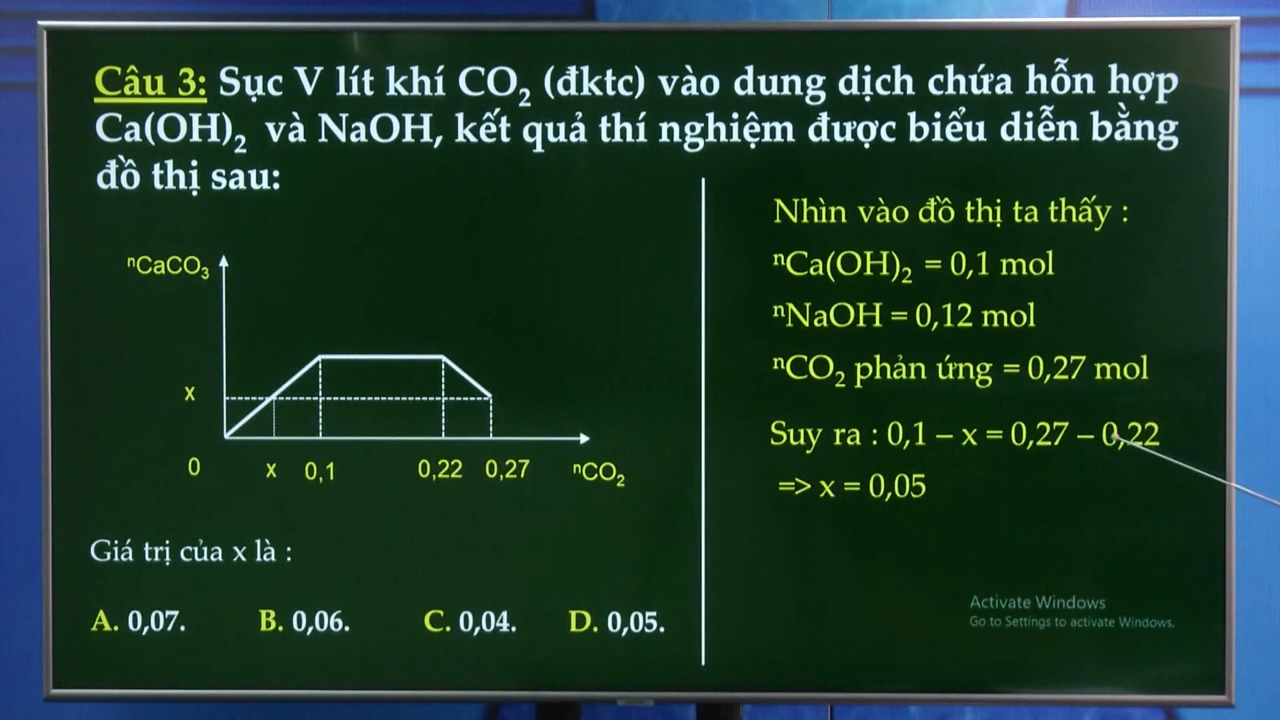 Câu 3: Sục V lít khí CO₂ (đktc) vào dung dịch chứa hỗn hợp
Ca(OH)₂ và NaOH, kết quả thí nghiệm được biểu diễn bằng
đồ thị sau:
ⁿCaCO₃
x
0
x
0,1
0,22
0,27
ⁿCO₂
Giá trị của x là :
A. 0,07.
B. 0,06.
C. 0,04.
D. 0,05.
Nhìn vào đồ thị ta thấy :
ⁿCa(OH)₂ = 0,1 mol
ⁿNaOH = 0,12 mol
ⁿCO₂ phản ứng = 0,27 mol
Suy ra : 0,1 – x = 0,27 – 0,22
=> x = 0,05
Activate Windows
Go to Settings to activate Windows.